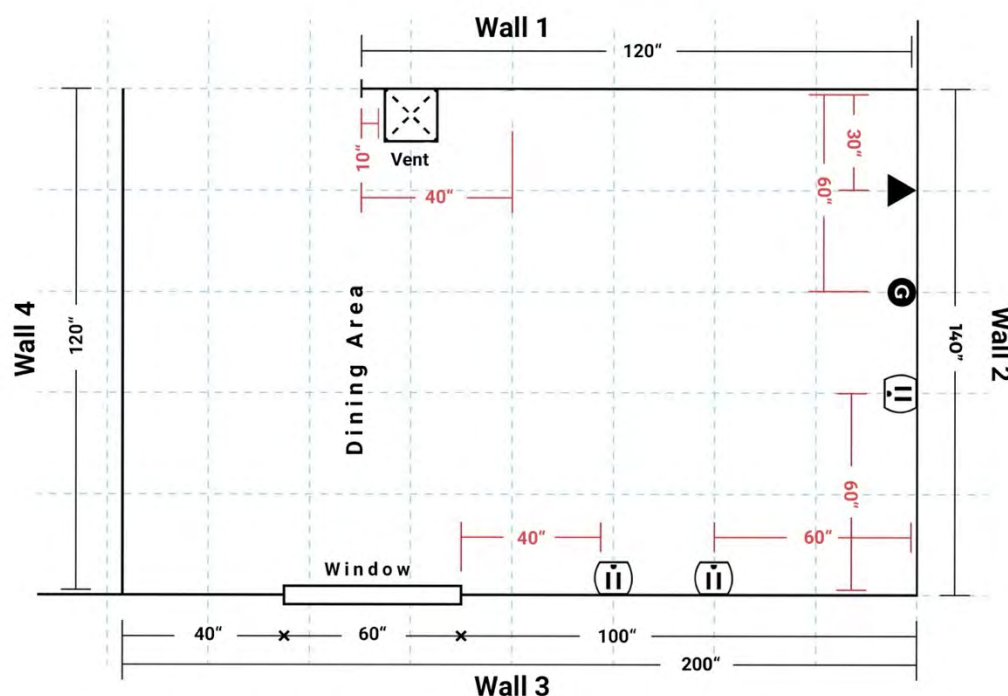 Wall 1
120“
10“
Vent
40“
30“
60“
G
Dining Area
Wall 4
120“
140“
Wall 2
60“
40“
60“
Window
40“
60“
100“
200“
Wall 3